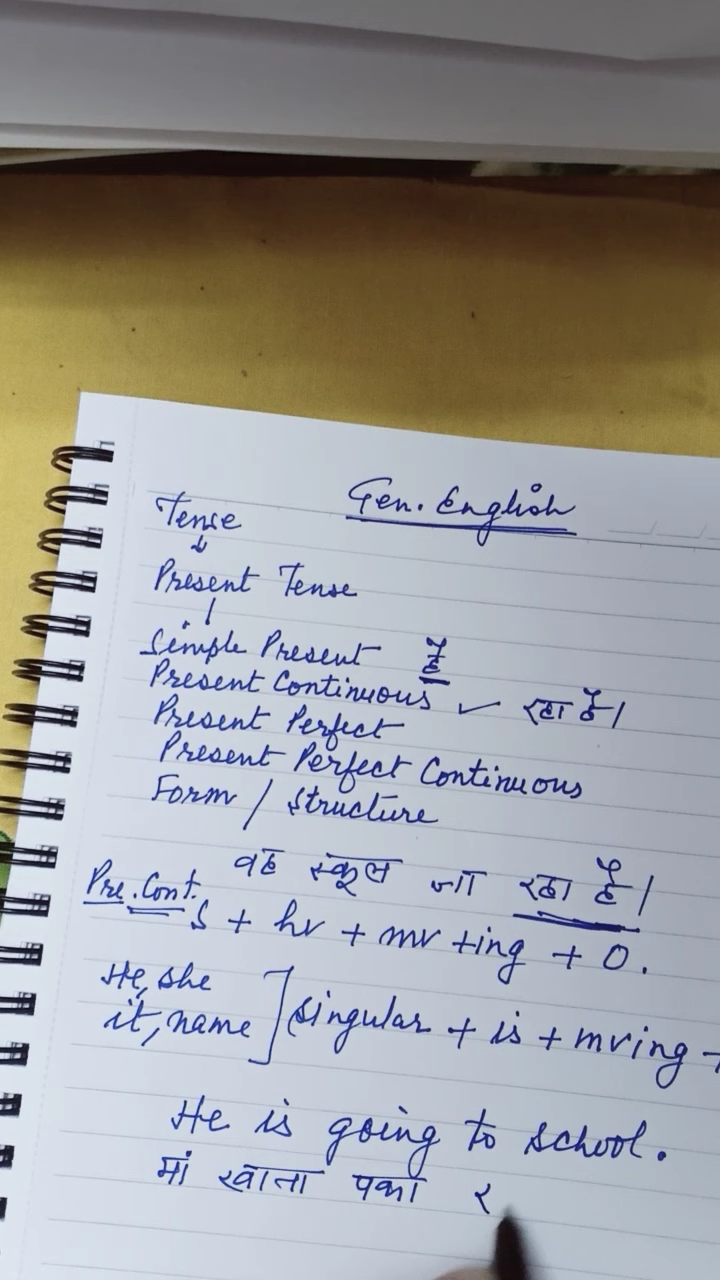 Gen. English
Tense
↓
Present Tense
Simple Present है
Present Continuous ✓ रहा है।
Present Perfect
Present Perfect Continuous
Form / Structure
वह स्कूल जा रहा है।
Pre. Cont. S + hv + mv +ing + O.
He, she
it, name ] singular + is + mving +
He is going to school.
मां खाना पका र